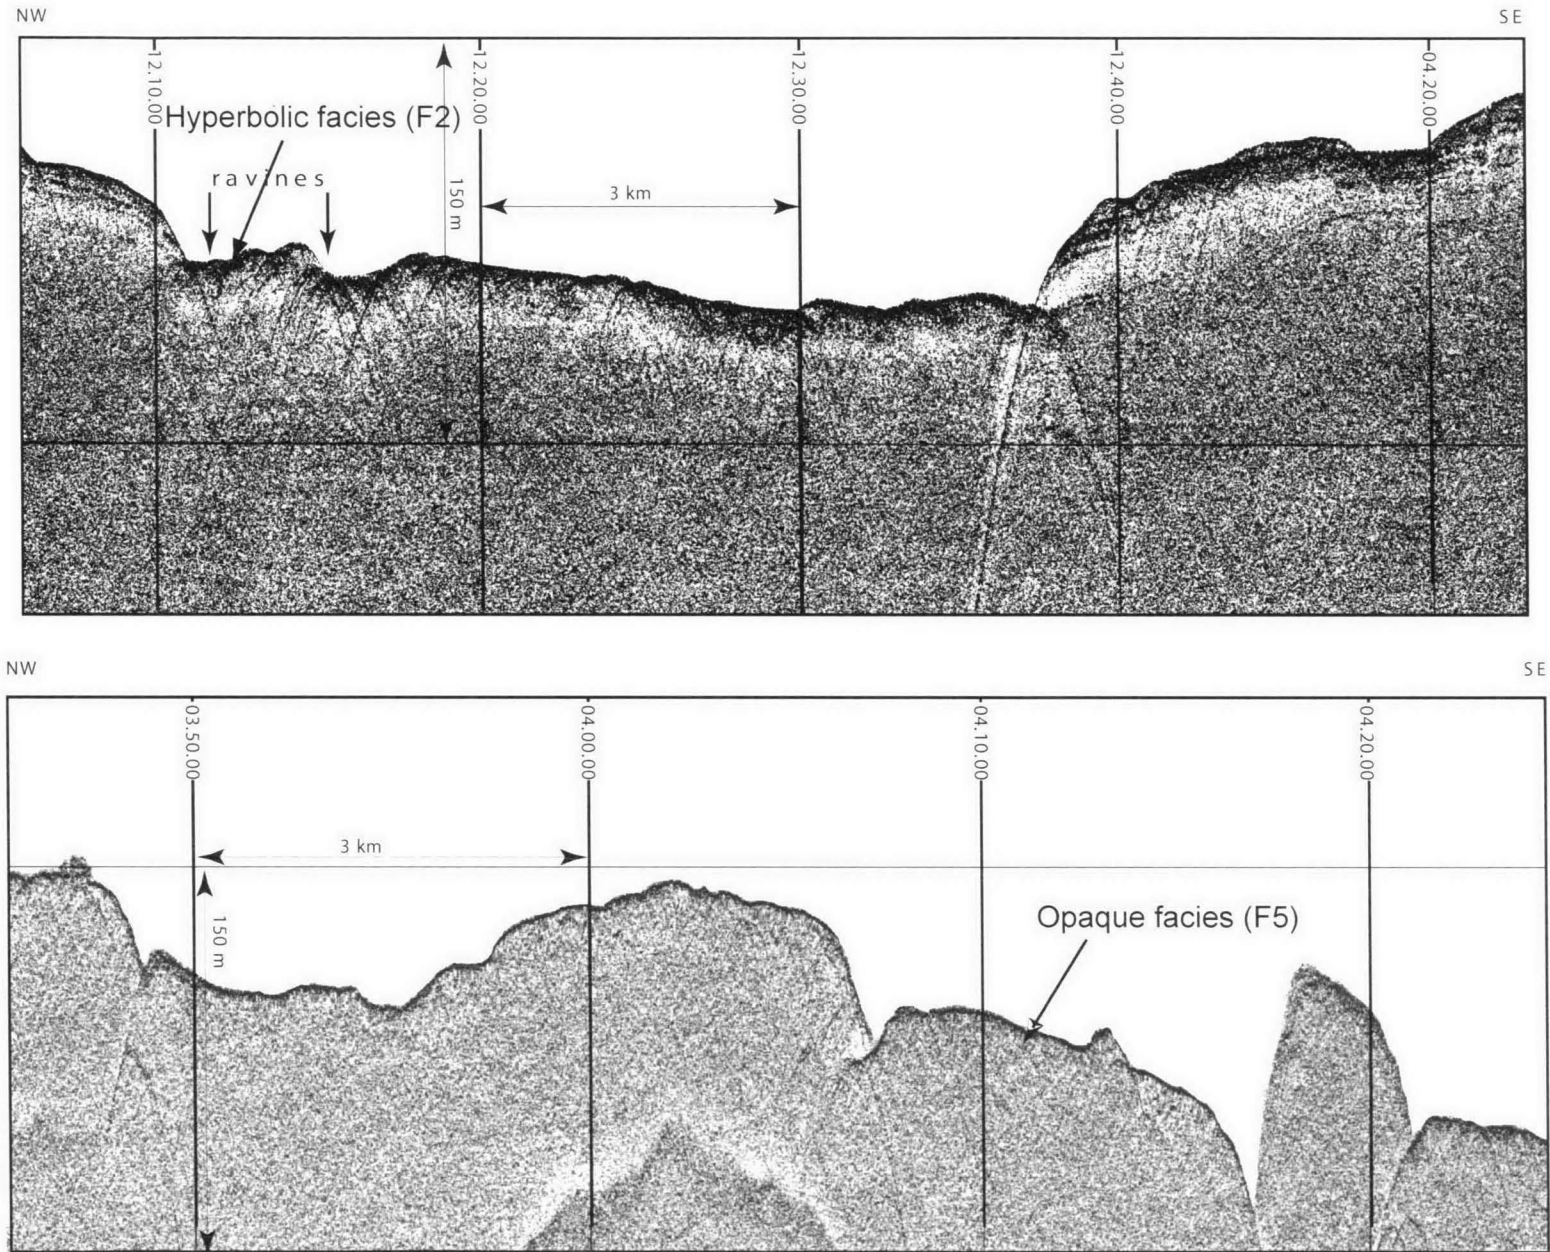 NW SE
12.10.00 12.20.00 12.30.00 12.40.00 04.20.00
Hyperbolic facies (F2)
ravines
150 m
3 km
NW SE
03.50.00 04.00.00 04.10.00 04.20.00
3 km
150 m
Opaque facies (F5)